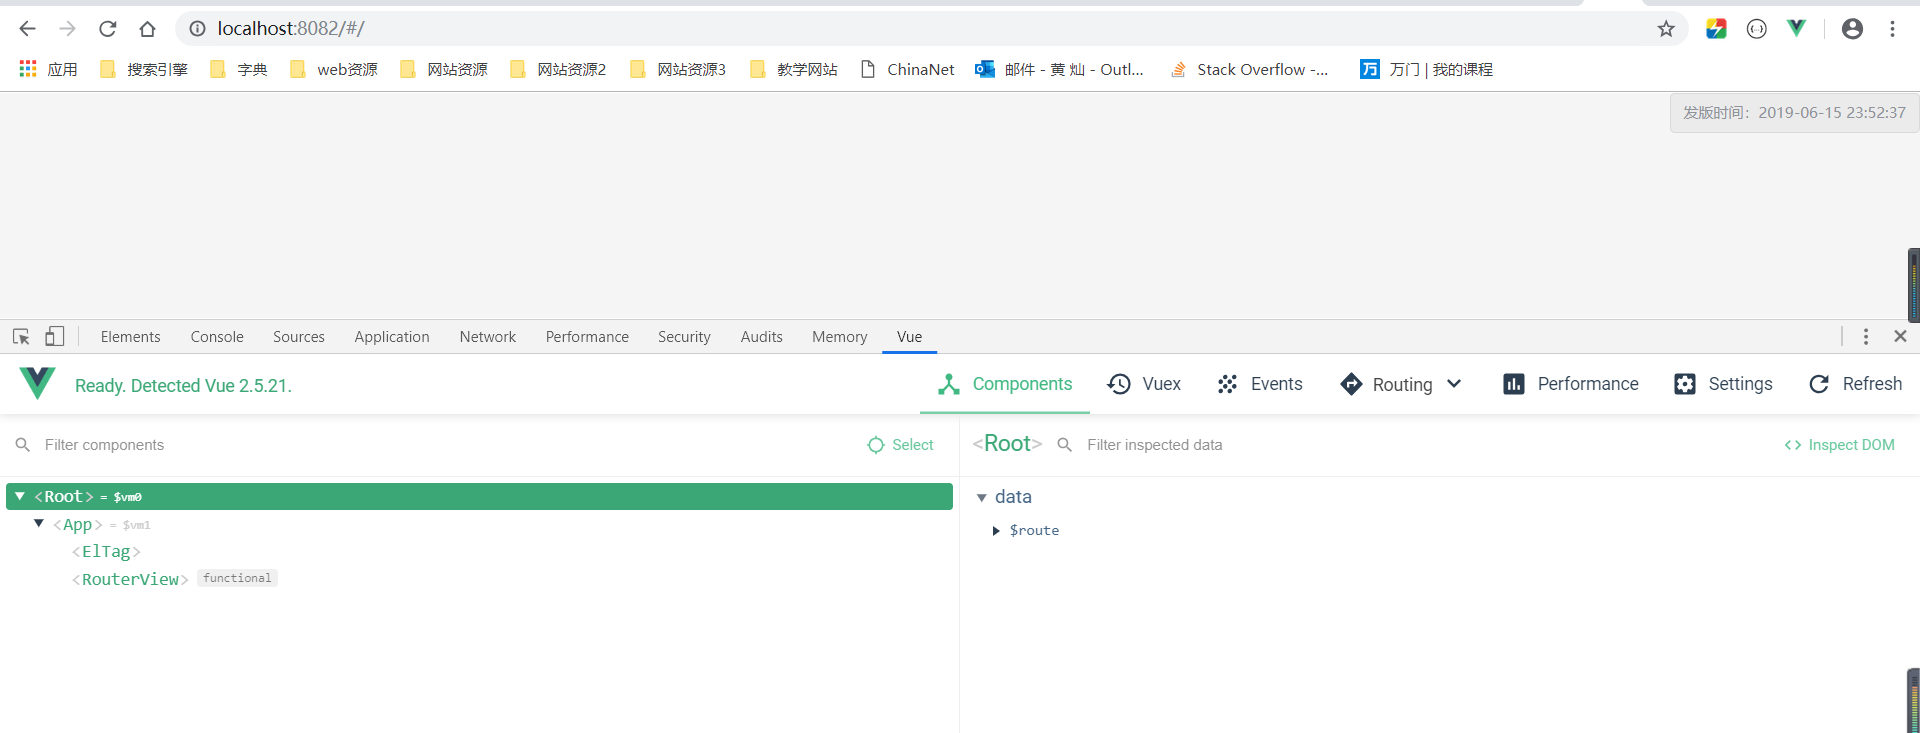 localhost:8082/#/
应用 搜索引擎 字典 web资源 网站资源 网站资源2 网站资源3 教学网站 ChinaNet 邮件 - 黄 灿 - Outl... Stack Overflow -... 万门 | 我的课程
发版时间：2019-06-15 23:52:37
Elements Console Sources Application Network Performance Security Audits Memory Vue
Ready. Detected Vue 2.5.21. Components Vuex Events Routing Performance Settings Refresh
Filter components Select <Root> Filter inspected data Inspect DOM
<Root> = $vm0 data
<App> = $vm1 $route
<ElTag>
<RouterView> functional